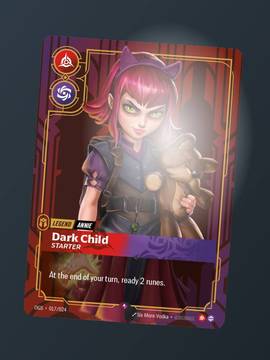 LEGEND ANNIE
Dark Child
STARTER
At the end of your turn, ready 2 runes.
OGS • 017/024
Six More Vodka